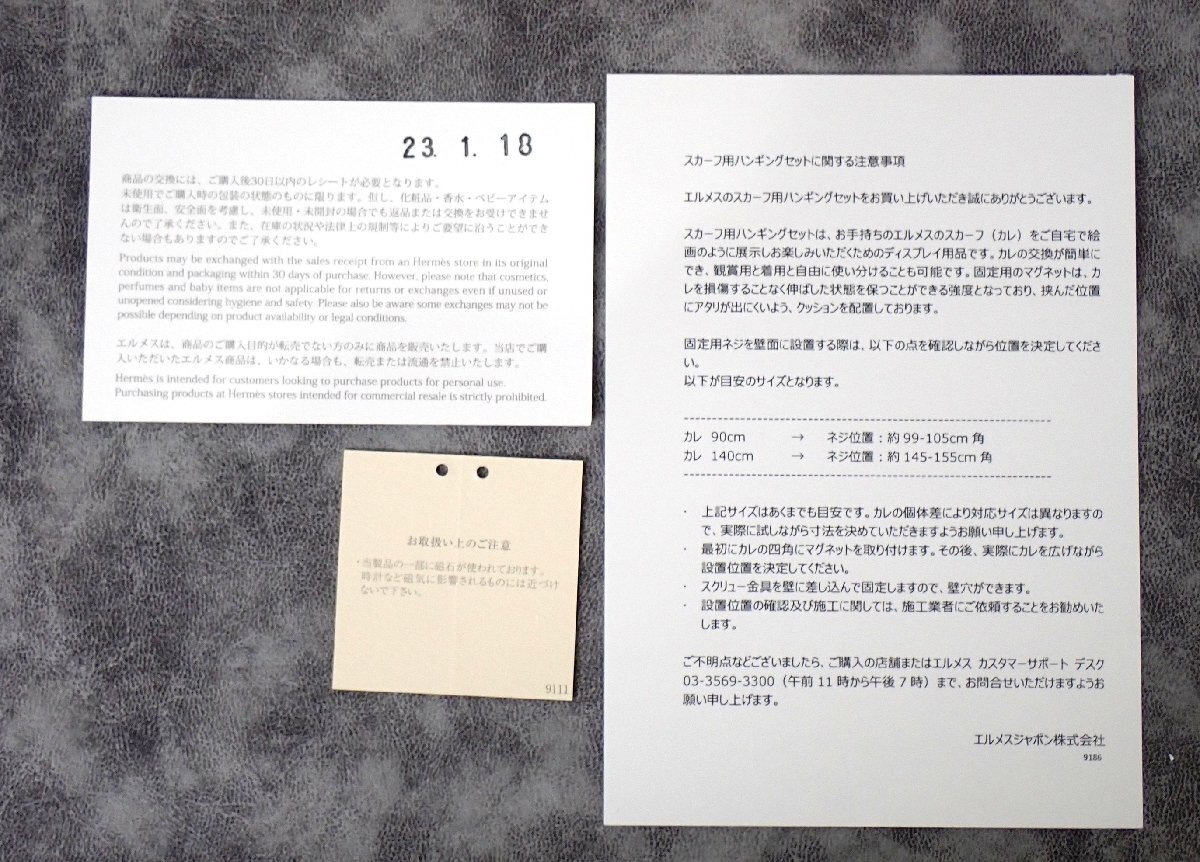 23. 1. 18
商品の交換には、ご購入後30日以内のレシートが必要となります。
未使用でご購入時の包装の状態のものに限ります。但し、化粧品・香水・ベビーアイテム
は衛生面、安全面を考慮し、未使用・未開封の場合でも返品または交換をお受けできませ
んので了承ください。また、在庫の状況や法律上の規制等によりご要望に沿うことができ
ない場合もありますのでご了承ください。
Products may be exchanged with the sales receipt from an Hermès store in its original
condition and packaging within 30 days of purchase. However, please note that cosmetics,
perfumes and baby items are not applicable for returns or exchanges even if unused or
unopened considering hygiene and safety. Please also be aware some exchanges may not be
possible depending on product availability or legal conditions.
エルメスは、商品のご購入目的が転売でない方のみに商品を販売いたします。当店でご購
入いただいたエルメス商品は、いかなる場合も、転売または流通を禁止いたします。
Hermès is intended for customers looking to purchase products for personal use.
Purchasing products at Hermès stores intended for commercial resale is strictly prohibited.
お取扱い上のご注意
・当製品の一部に磁石が使われております。
時計など磁気に影響されるものには近づけ
ないで下さい。
9111
スカーフ用ハンギングセットに関する注意事項
エルメスのスカーフ用ハンギングセットをお買い上げいただき誠にありがとうございます。
スカーフ用ハンギングセットは、お手持ちのエルメスのスカーフ（カレ）をご自宅で絵
画のように展示しお楽しみいただくためのディスプレイ用品です。カレの交換が簡単に
でき、観賞用と着用と自由に使い分けることも可能です。固定用のマグネットは、カ
レを損傷することなく伸ばした状態を保つことができる強度となっており、挟んだ位置
にアタリが出にくいよう、クッションを配置しております。
固定用ネジを壁面に設置する際は、以下の点を確認しながら位置を決定してくださ
い。
以下が目安のサイズとなります。
カレ 90cm → ネジ位置：約 99-105cm 角
カレ 140cm → ネジ位置：約 145-155cm 角
・ 上記サイズはあくまでも目安です。カレの個体差により対応サイズは異なりますの
で、実際に試しながら寸法を決めていただきますようお願い申し上げます。
・ 最初にカレの四角にマグネットを取り付けます。その後、実際にカレを広げながら
設置位置を決定してください。
・ スクリュー金具を壁に差し込んで固定しますので、壁穴ができます。
・ 設置位置の確認及び施工に関しては、施工業者にご依頼することをお勧めいた
します。
ご不明点などございましたら、ご購入の店舗またはエルメス カスタマーサポート デスク
03-3569-3300（午前 11 時から午後 7 時）まで、お問合せいただけますようお
願い申し上げます。
エルメスジャポン株式会社
9186